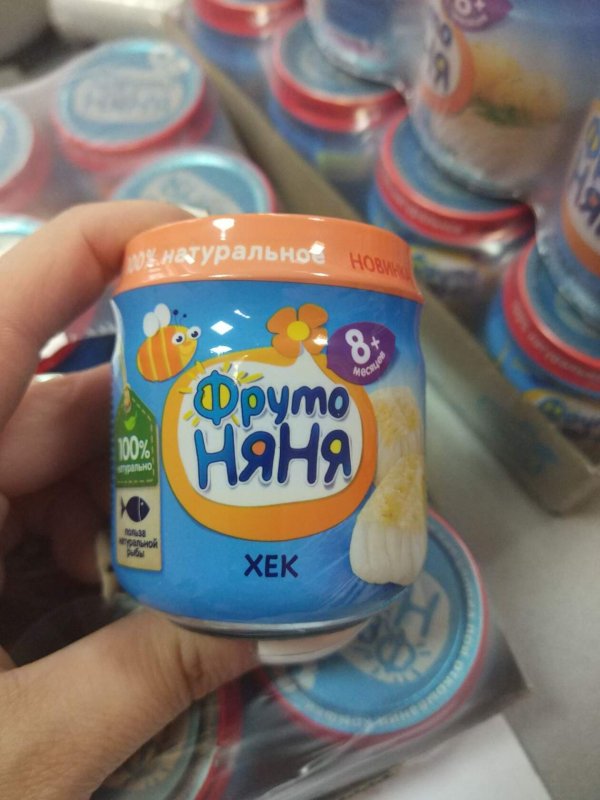 100% натуральное НОВИНКА
8+
месяцев
Фруто
НЯНЯ
100%
натурально
польза
натуральной
рыбы
ХЕК